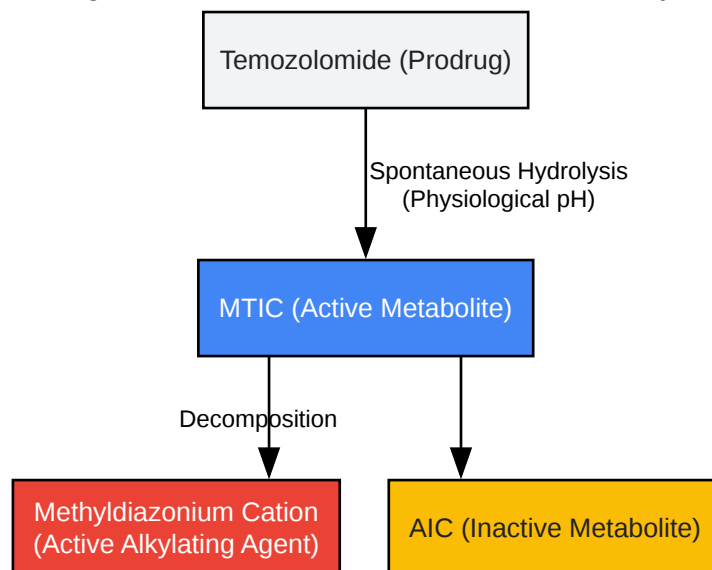 Temozolomide (Prodrug)
Spontaneous Hydrolysis
(Physiological pH)
MTIC (Active Metabolite)
Decomposition
Methyldiazonium Cation
(Active Alkylating Agent)
AIC (Inactive Metabolite)